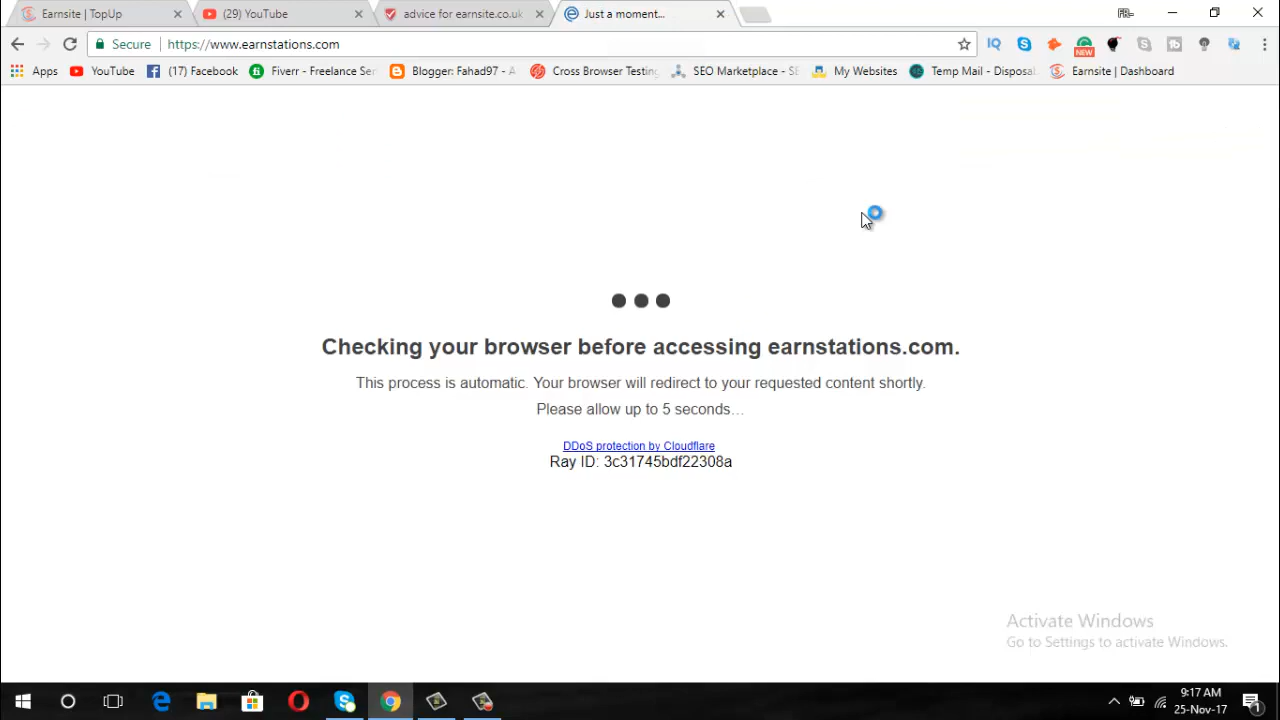 Earnsite | TopUp
(29) YouTube
advice for earnsite.co.uk
Just a moment...
Secure
https://www.earnstations.com
NEW
Apps
YouTube
(17) Facebook
Fiverr - Freelance Ser
Blogger: Fahad97 - A
Cross Browser Testing
SEO Marketplace - SE
My Websites
Temp Mail - Disposal
Earnsite | Dashboard
Checking your browser before accessing earnstations.com.
This process is automatic. Your browser will redirect to your requested content shortly.
Please allow up to 5 seconds...
DDoS protection by Cloudflare
Ray ID: 3c31745bdf22308a
Activate Windows
Go to Settings to activate Windows.
9:17 AM
25-Nov-17
1